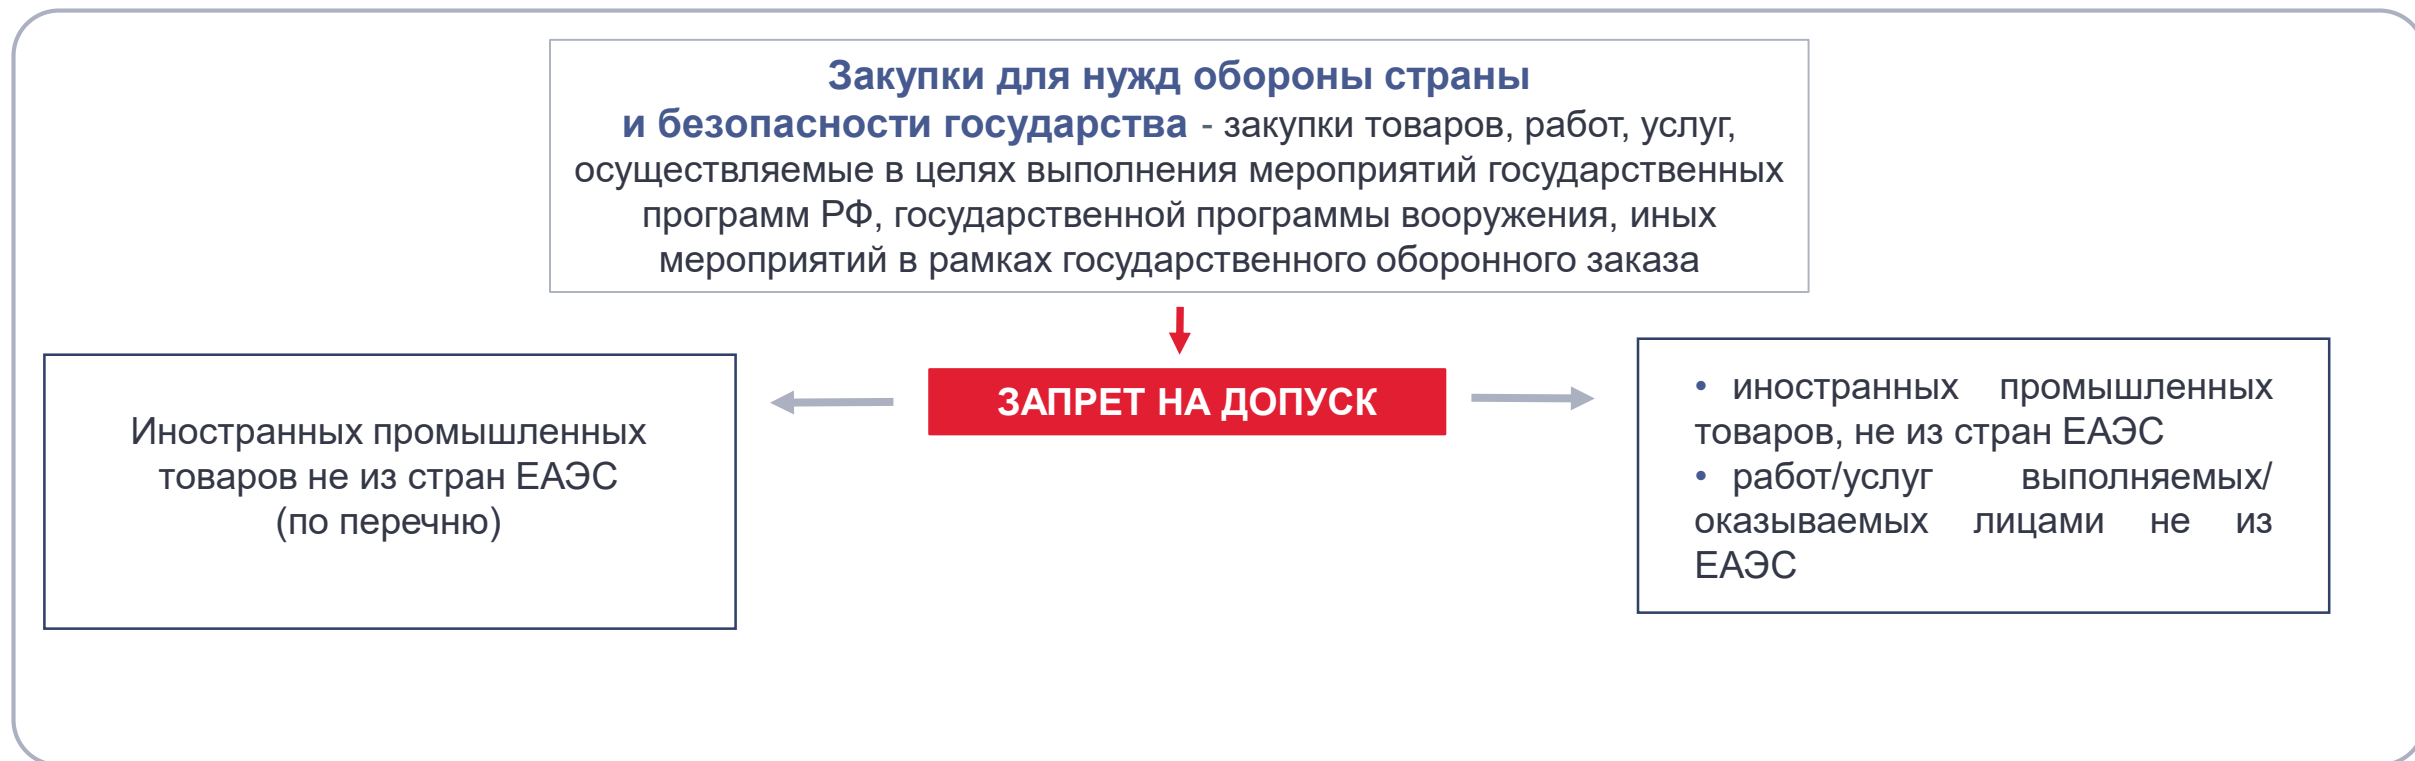 Закупки для нужд обороны страны
и безопасности государства - закупки товаров, работ, услуг,
осуществляемые в целях выполнения мероприятий государственных
программ РФ, государственной программы вооружения, иных
мероприятий в рамках государственного оборонного заказа
ЗАПРЕТ НА ДОПУСК
Иностранных промышленных
товаров не из стран ЕАЭС
(по перечню)
• иностранных промышленных
товаров, не из стран ЕАЭС
• работ/услуг выполняемых/
оказываемых лицами не из
ЕАЭС